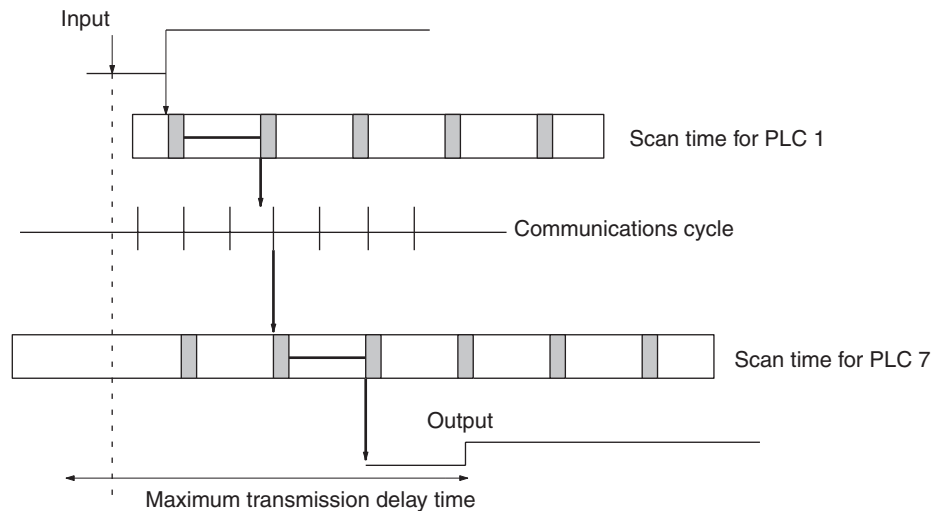 Input
Scan time for PLC 1
Communications cycle
Scan time for PLC 7
Output
Maximum transmission delay time